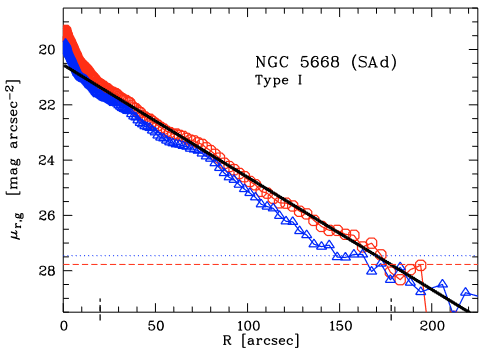 NGC 5668 (SAd)
Type I
μr,g [mag arcsec−2]
20
22
24
26
28
0 50 100 150 200
R [arcsec]